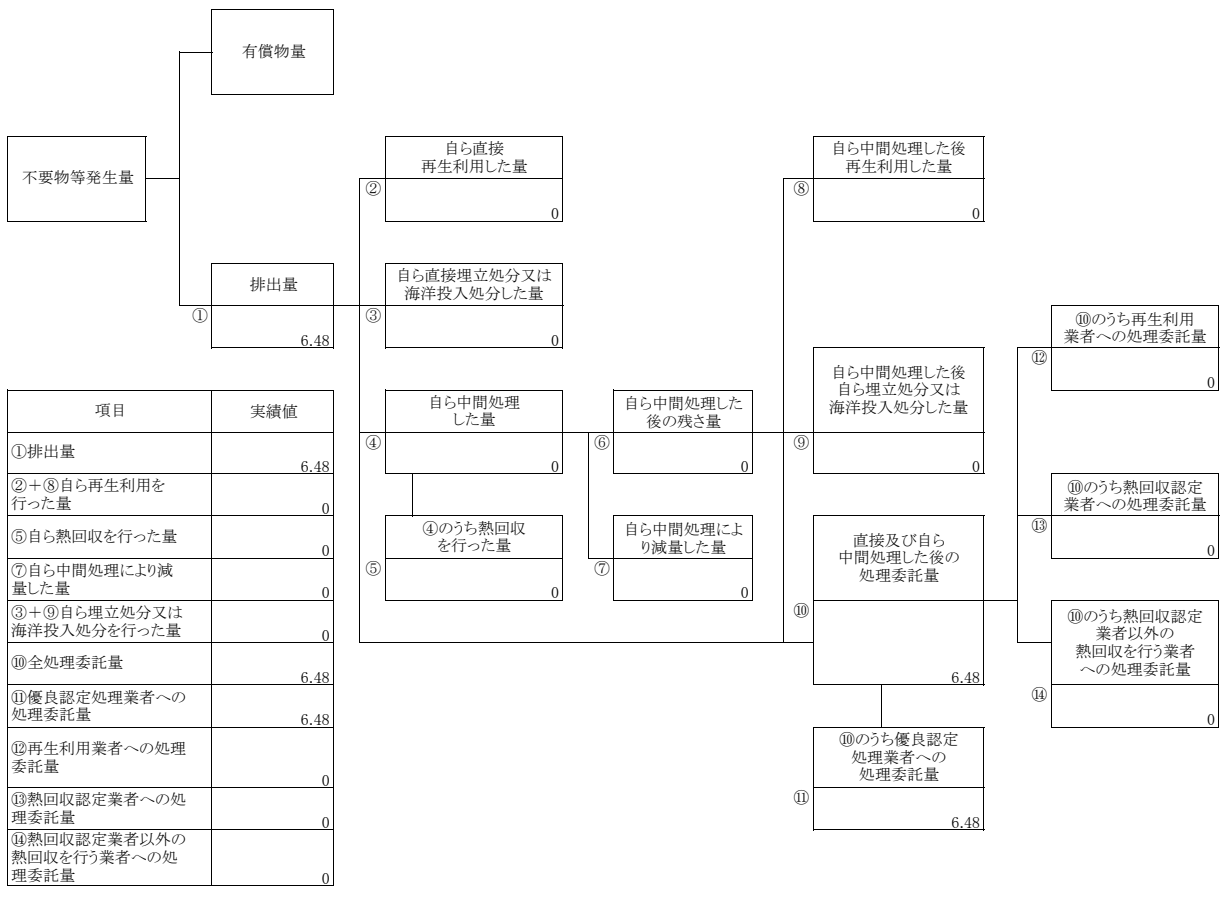 有償物量
不要物等発生量
排出量
①
6.48
自ら直接
再生利用した量
②
0
自ら直接埋立処分又は
海洋投入処分した量
③
0
自ら中間処理
した量
④
0
④のうち熱回収
を行った量
⑤
0
自ら中間処理した
後の残さ量
⑥
0
自ら中間処理によ
り減量した量
⑦
0
自ら中間処理した後
再生利用した量
⑧
0
自ら中間処理した後
自ら埋立処分又は
海洋投入処分した量
⑨
0
直接及び自ら
中間処理した後の
処理委託量
⑩
6.48
⑩のうち優良認定
処理業者への
処理委託量
⑪
6.48
⑩のうち再生利用
業者への処理委託量
⑫
0
⑩のうち熱回収認定
業者への処理委託量
⑬
0
⑩のうち熱回収認定
業者以外の
熱回収を行う業者
への処理委託量
⑭
0
項目 実績値
①排出量
6.48
②+⑧自ら再生利用を
行った量
0
⑤自ら熱回収を行った量
0
⑦自ら中間処理により減
量した量
0
③+⑨自ら埋立処分又は
海洋投入処分を行った量
0
⑩全処理委託量
6.48
⑪優良認定処理業者への
処理委託量
6.48
⑫再生利用業者への処理
委託量
0
⑬熱回収認定業者への処
理委託量
0
⑭熱回収認定業者以外の
熱回収を行う業者への処
理委託量
0